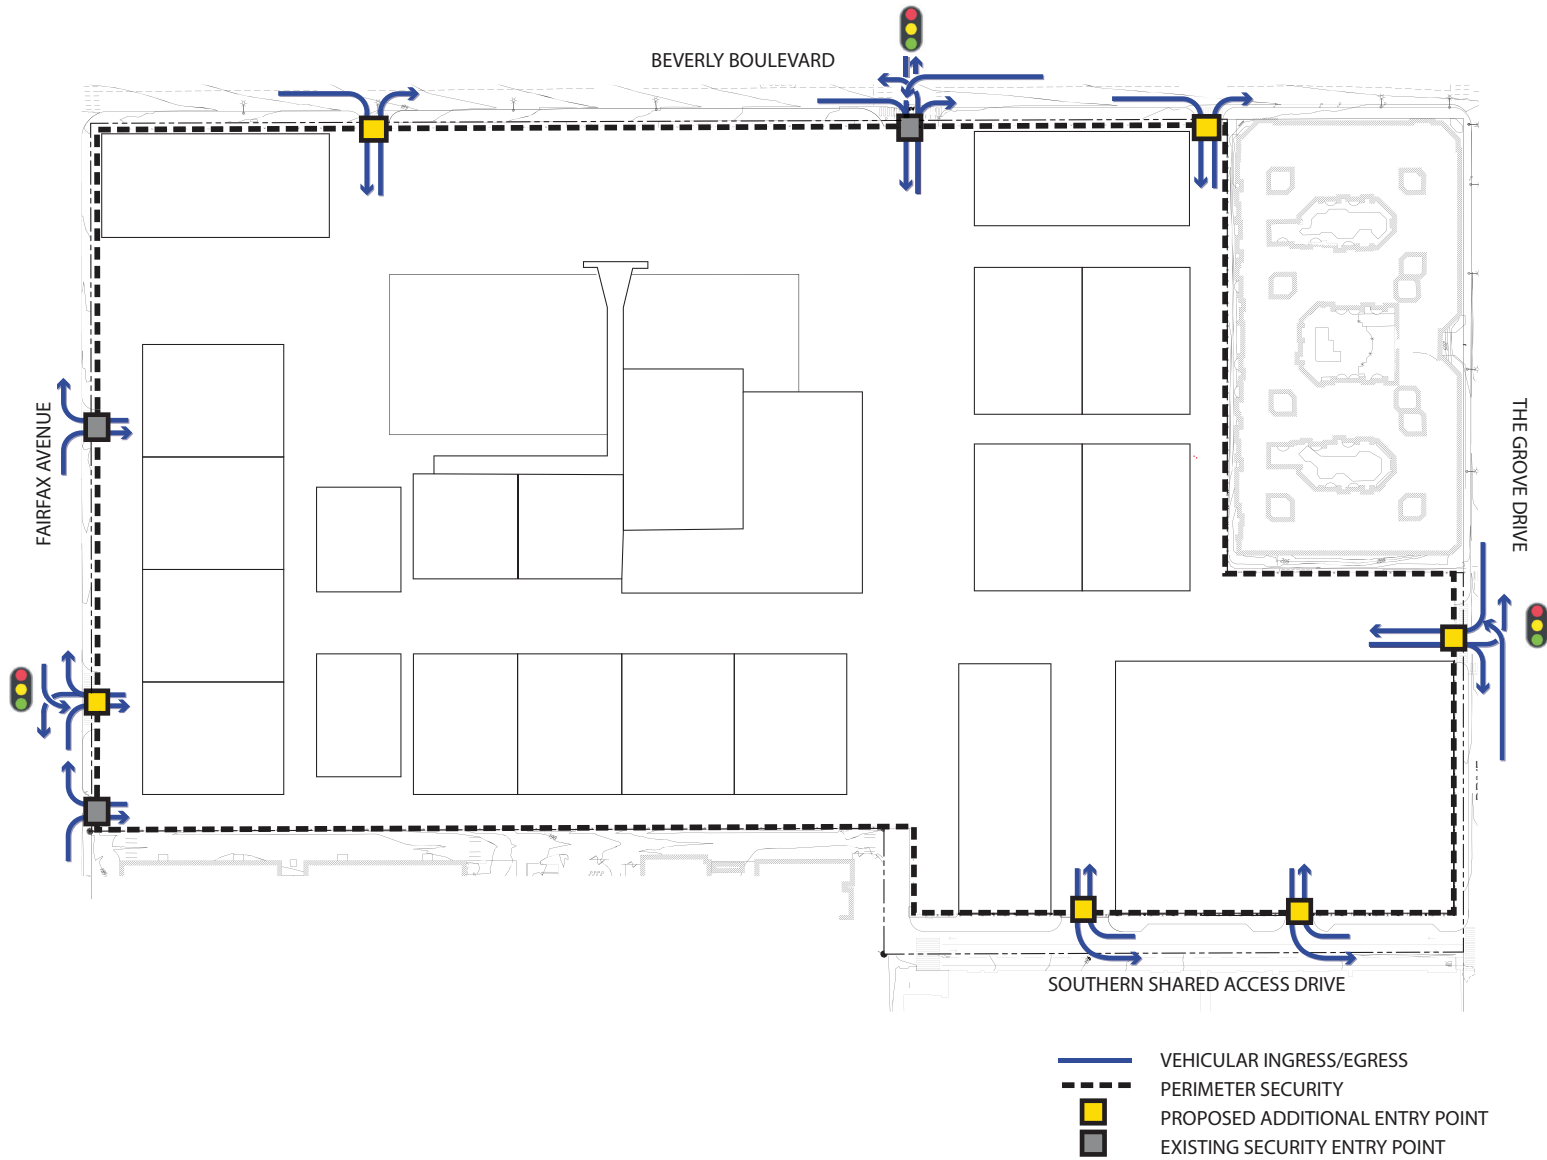 BEVERLY BOULEVARD
FAIRFAX AVENUE
THE GROVE DRIVE
SOUTHERN SHARED ACCESS DRIVE
VEHICULAR INGRESS/EGRESS
PERIMETER SECURITY
PROPOSED ADDITIONAL ENTRY POINT
EXISTING SECURITY ENTRY POINT